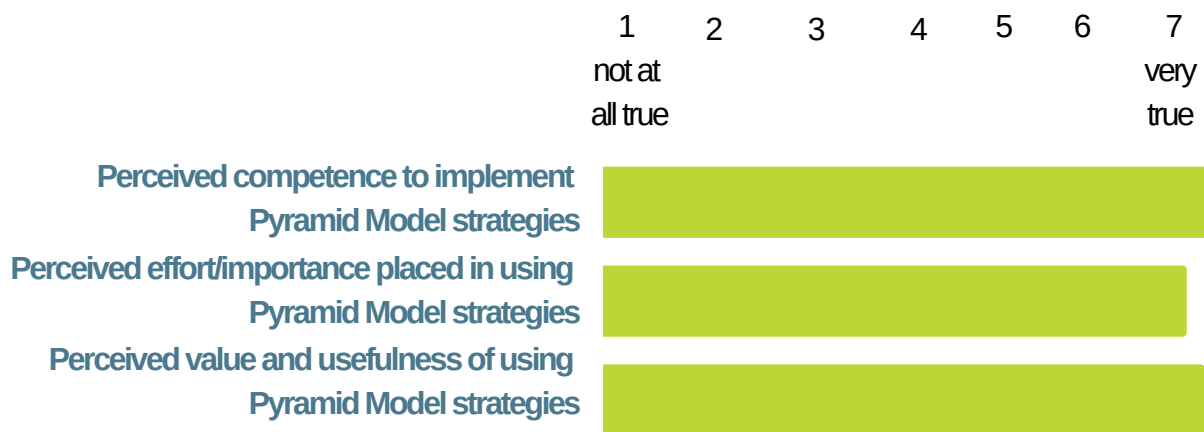 1 2 3 4 5 6 7
not at very
all true true
Perceived competence to implement
Pyramid Model strategies
Perceived effort/importance placed in using
Pyramid Model strategies
Perceived value and usefulness of using
Pyramid Model strategies